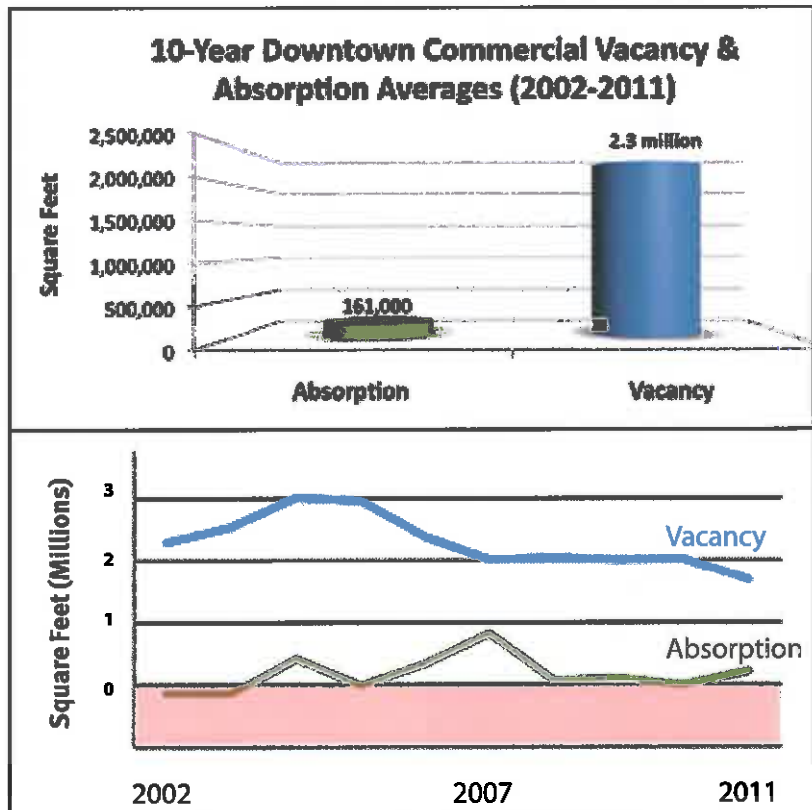 10-Year Downtown Commercial Vacancy &
Absorption Averages (2002-2011)
Square Feet
2,500,000
2,000,000
1,500,000
1,000,000
500,000
0
2.3 million
161,000
Absorption
Vacancy
Square Feet (Millions)
3
2
1
0
Vacancy
Absorption
2002
2007
2011